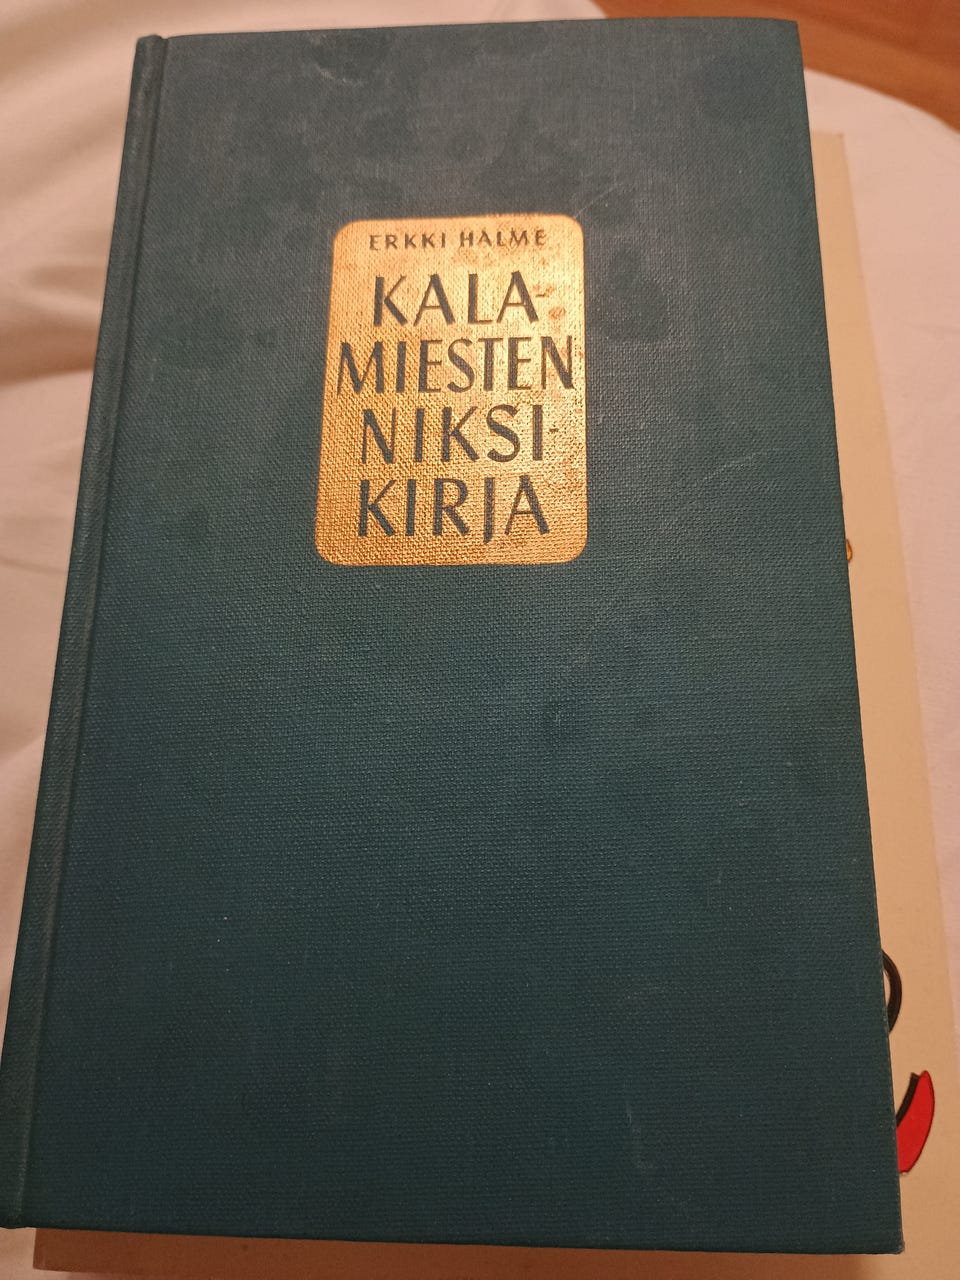 ERKKI HALME
KALA-
MIESTEN
NIKSI-
KIRJA